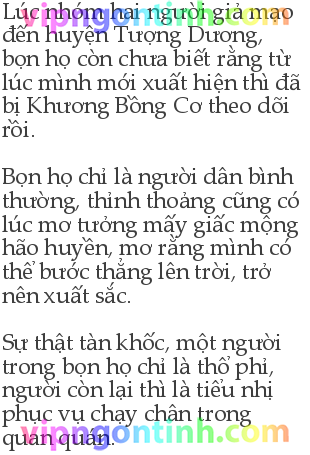 Lúc nhóm hai người giả mạo
vipngontinh.com
đến huyện Tượng Dương,
bọn họ còn chưa biết rằng từ
lúc mình mới xuất hiện thì đã
bị Khương Bồng Cơ theo dõi
rồi.
Bọn họ chỉ là người dân bình
thường, thỉnh thoảng cũng có
lúc mơ tưởng mấy giấc mộng
hão huyền, mơ rằng mình có
thể bước thẳng lên trời, trở
nên xuất sắc.
Sự thật tàn khốc, một người
trong bọn họ chỉ là thổ phỉ,
người còn lại thì là tiểu nhị
phục vụ chạy chân trong
quán quán.
vipngontinh.com